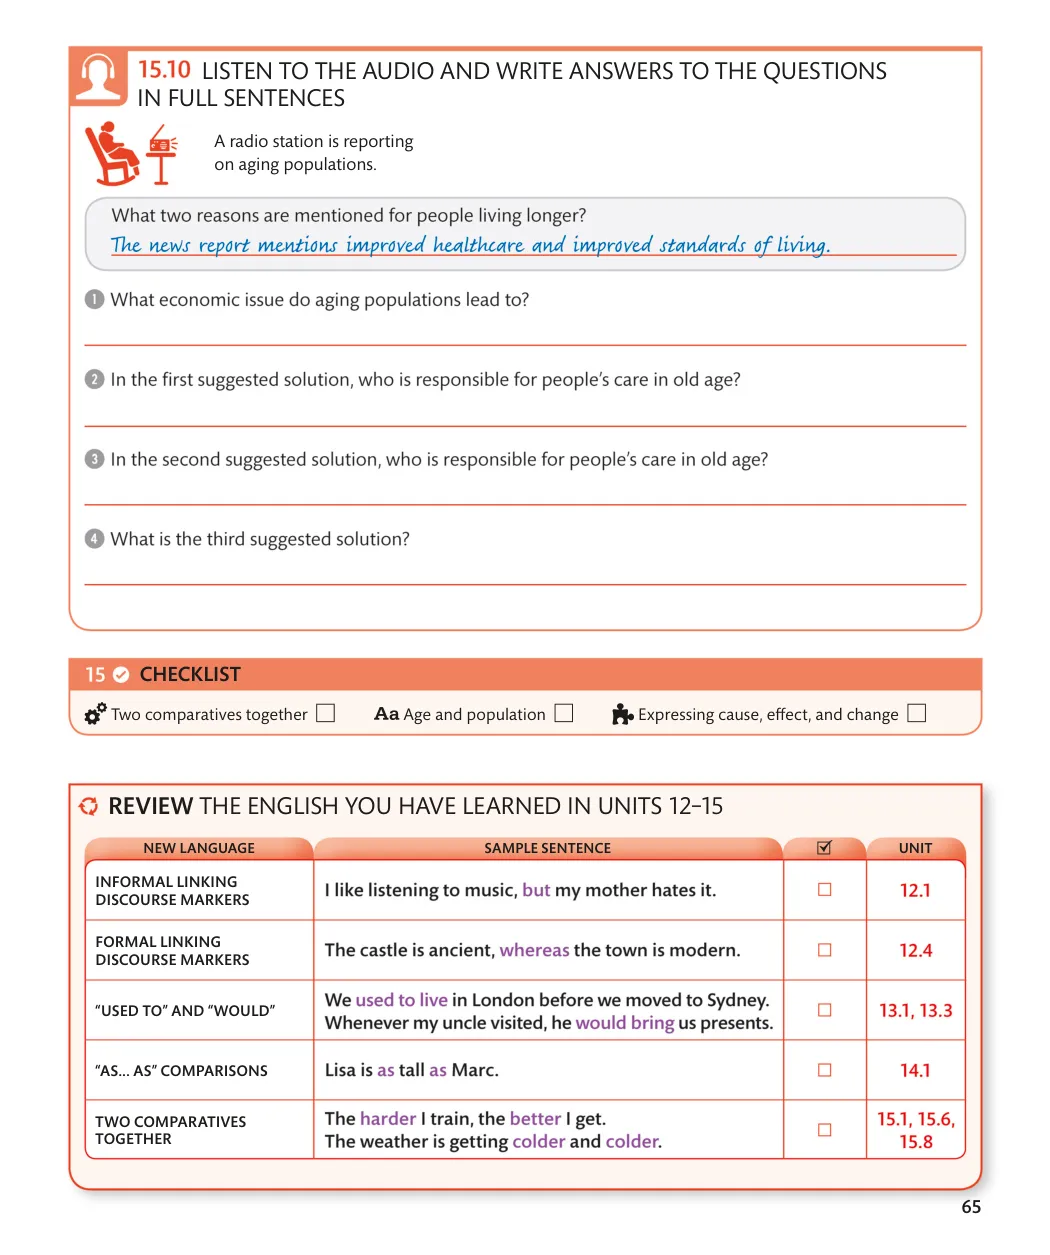 15.10 LISTEN TO THE AUDIO AND WRITE ANSWERS TO THE QUESTIONS
IN FULL SENTENCES
A radio station is reporting
on aging populations.
What two reasons are mentioned for people living longer?
The news report mentions improved healthcare and improved standards of living.
1 What economic issue do aging populations lead to?
2 In the first suggested solution, who is responsible for people's care in old age?
3 In the second suggested solution, who is responsible for people's care in old age?
4 What is the third suggested solution?
15 CHECKLIST
Two comparatives together
Aa Age and population
Expressing cause, effect, and change
REVIEW THE ENGLISH YOU HAVE LEARNED IN UNITS 12–15
NEW LANGUAGE SAMPLE SENTENCE UNIT
INFORMAL LINKING
DISCOURSE MARKERS
I like listening to music, but my mother hates it.
12.1
FORMAL LINKING
DISCOURSE MARKERS
The castle is ancient, whereas the town is modern.
12.4
"USED TO" AND "WOULD"
We used to live in London before we moved to Sydney.
Whenever my uncle visited, he would bring us presents.
13.1, 13.3
"AS... AS" COMPARISONS
Lisa is as tall as Marc.
14.1
TWO COMPARATIVES
TOGETHER
The harder I train, the better I get.
The weather is getting colder and colder.
15.1, 15.6,
15.8
65